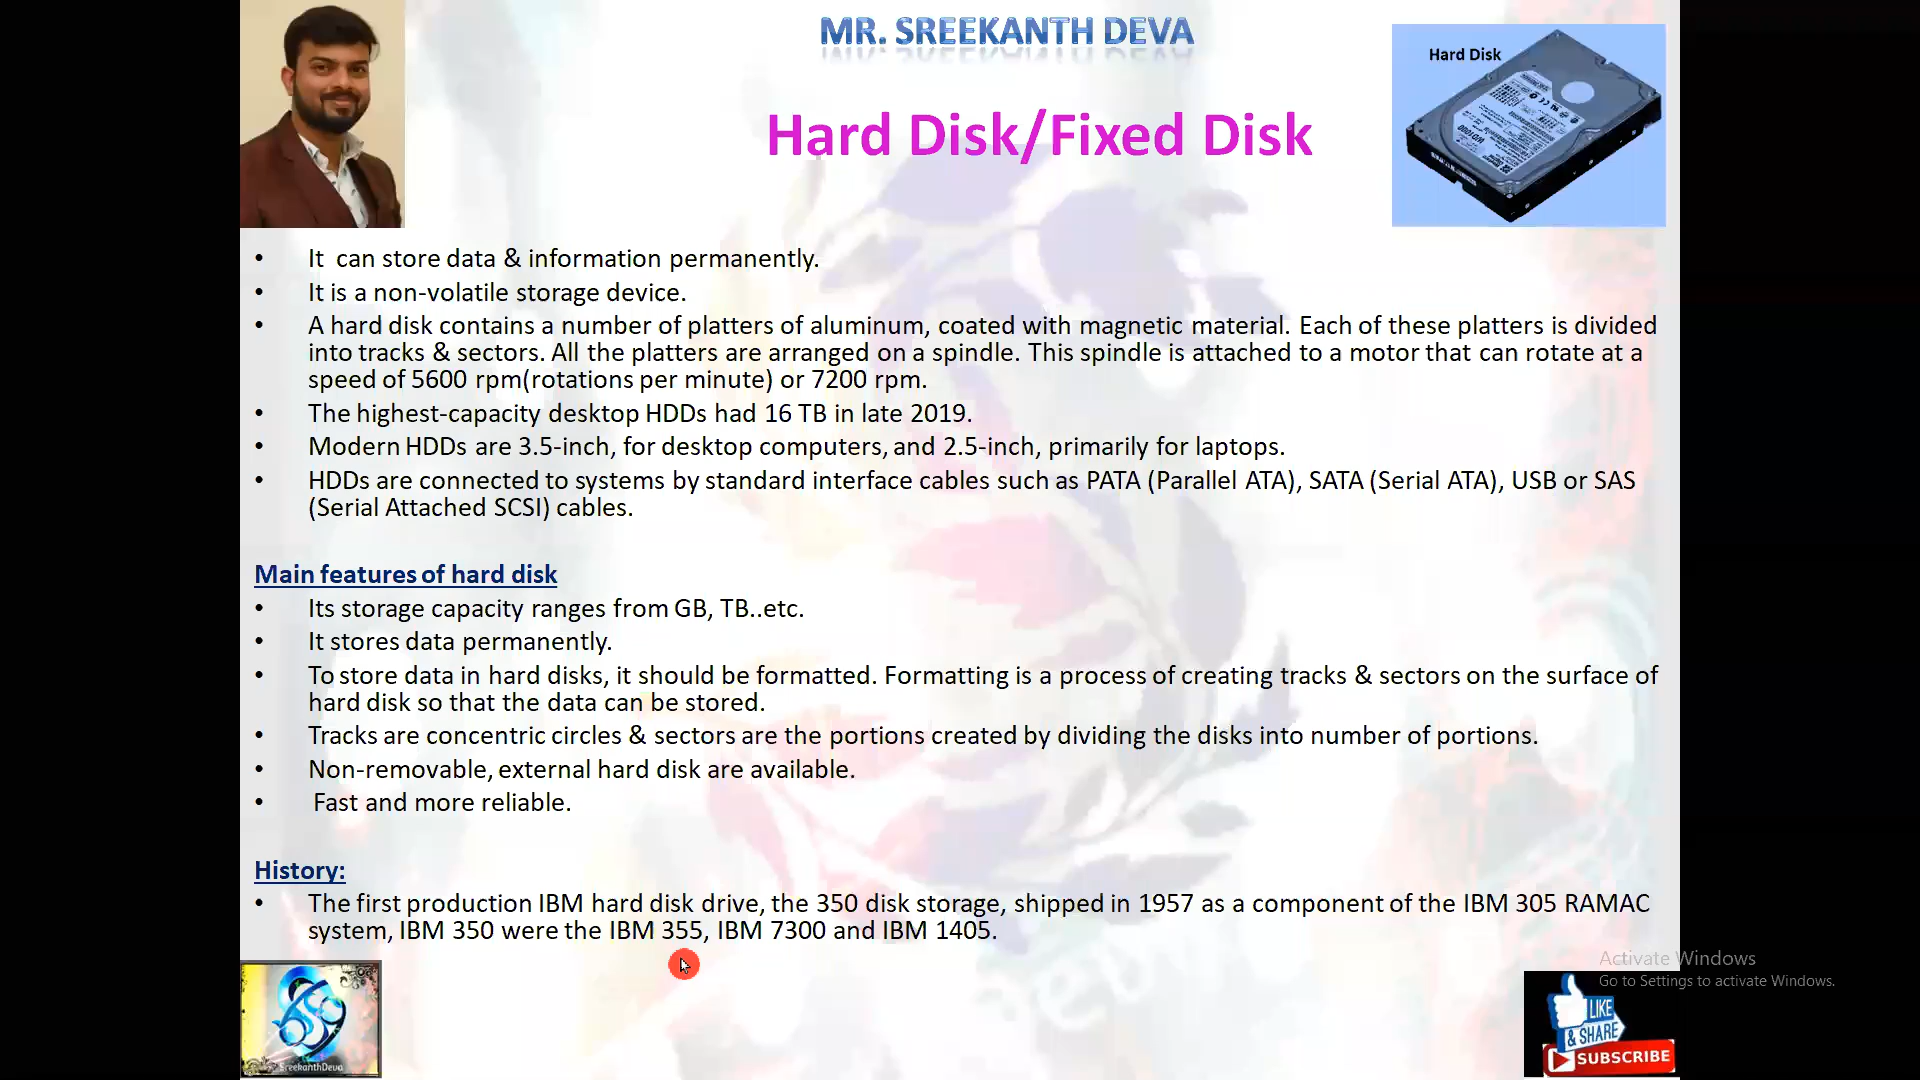 MR. SREEKANTH DEVA
Hard Disk
Hard Disk/Fixed Disk
• It can store data & information permanently.
• It is a non-volatile storage device.
• A hard disk contains a number of platters of aluminum, coated with magnetic material. Each of these platters is divided
into tracks & sectors. All the platters are arranged on a spindle. This spindle is attached to a motor that can rotate at a
speed of 5600 rpm(rotations per minute) or 7200 rpm.
• The highest-capacity desktop HDDs had 16 TB in late 2019.
• Modern HDDs are 3.5-inch, for desktop computers, and 2.5-inch, primarily for laptops.
• HDDs are connected to systems by standard interface cables such as PATA (Parallel ATA), SATA (Serial ATA), USB or SAS
(Serial Attached SCSI) cables.
Main features of hard disk
• Its storage capacity ranges from GB, TB..etc.
• It stores data permanently.
• To store data in hard disks, it should be formatted. Formatting is a process of creating tracks & sectors on the surface of
hard disk so that the data can be stored.
• Tracks are concentric circles & sectors are the portions created by dividing the disks into number of portions.
• Non-removable, external hard disk are available.
• Fast and more reliable.
History:
• The first production IBM hard disk drive, the 350 disk storage, shipped in 1957 as a component of the IBM 305 RAMAC
system, IBM 350 were the IBM 355, IBM 7300 and IBM 1405.
Activate Windows
Go to Settings to activate Windows.
LIKE
& SHARE
SUBSCRIBE
SreekanthDeva